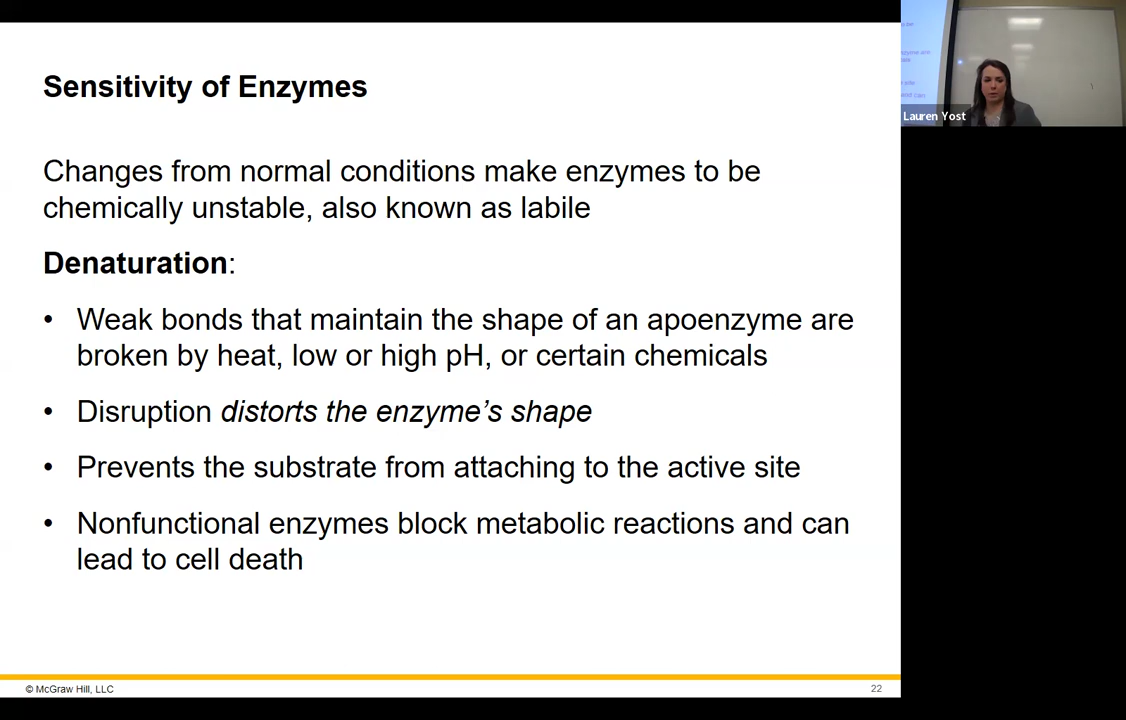 Sensitivity of Enzymes
Changes from normal conditions make enzymes to be
chemically unstable, also known as labile
Denaturation:
• Weak bonds that maintain the shape of an apoenzyme are
broken by heat, low or high pH, or certain chemicals
• Disruption distorts the enzyme’s shape
• Prevents the substrate from attaching to the active site
• Nonfunctional enzymes block metabolic reactions and can
lead to cell death
© McGraw Hill, LLC
22
Lauren Yost